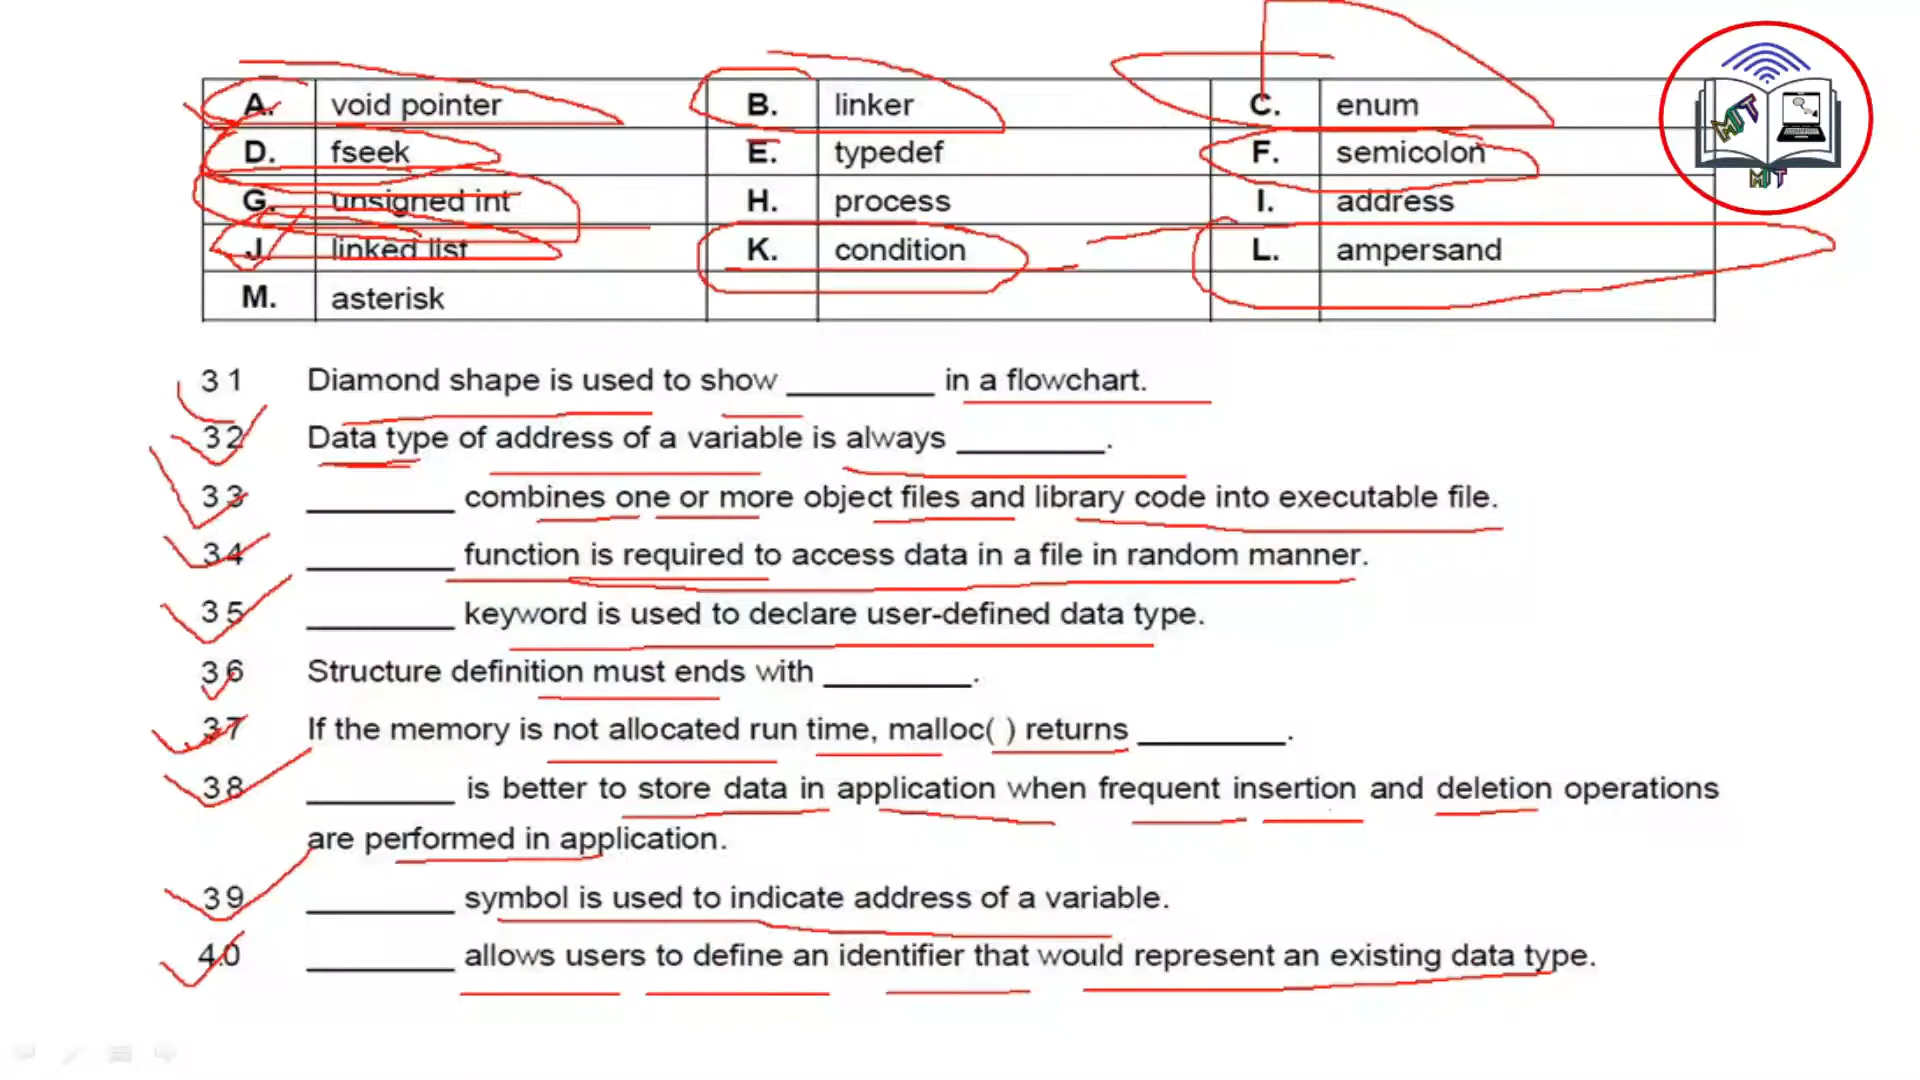 A. void pointer B. linker C. enum
D. fseek E. typedef F. semicolon
G. unsigned int H. process I. address
J. linked list K. condition L. ampersand
M. asterisk
MIT
MIT
31 Diamond shape is used to show _________ in a flowchart.
32 Data type of address of a variable is always _________.
33 _________ combines one or more object files and library code into executable file.
34 _________ function is required to access data in a file in random manner.
35 _________ keyword is used to declare user-defined data type.
36 Structure definition must ends with _________.
37 If the memory is not allocated run time, malloc( ) returns _________.
38 _________ is better to store data in application when frequent insertion and deletion operations
are performed in application.
39 _________ symbol is used to indicate address of a variable.
40 _________ allows users to define an identifier that would represent an existing data type.